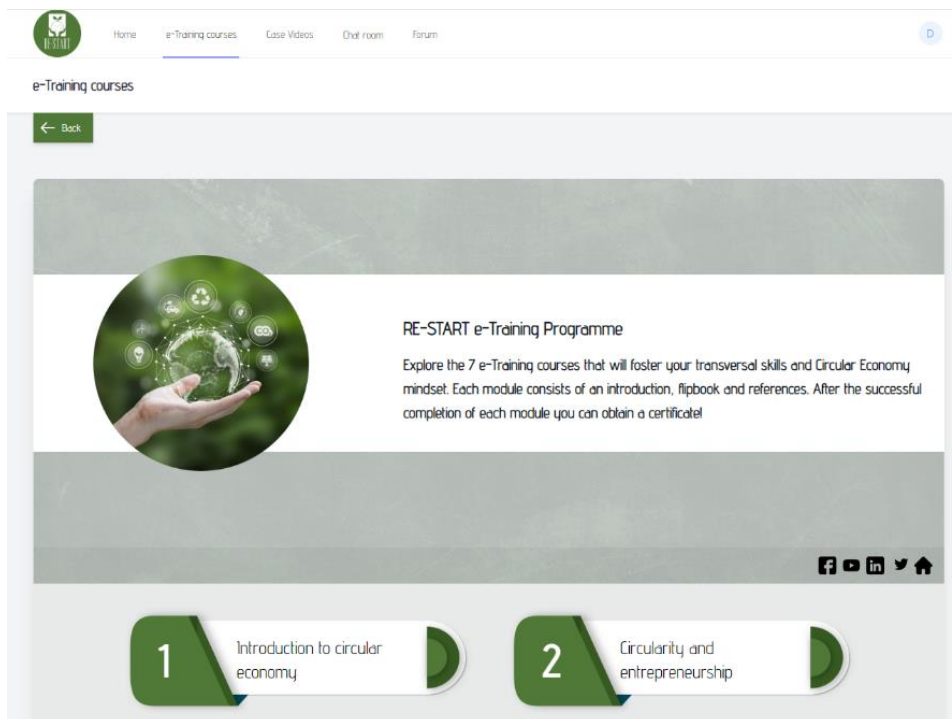 RE-START
Home e-Training courses Case Videos Chat room Forum
D
e-Training courses
← Back
RE-START e-Training Programme
Explore the 7 e-Training courses that will foster your transversal skills and Circular Economy
mindset. Each module consists of an introduction, flipbook and references. After the successful
completion of each module you can obtain a certificate!
1
Introduction to circular
economy
2
Circularity and
entrepreneurship